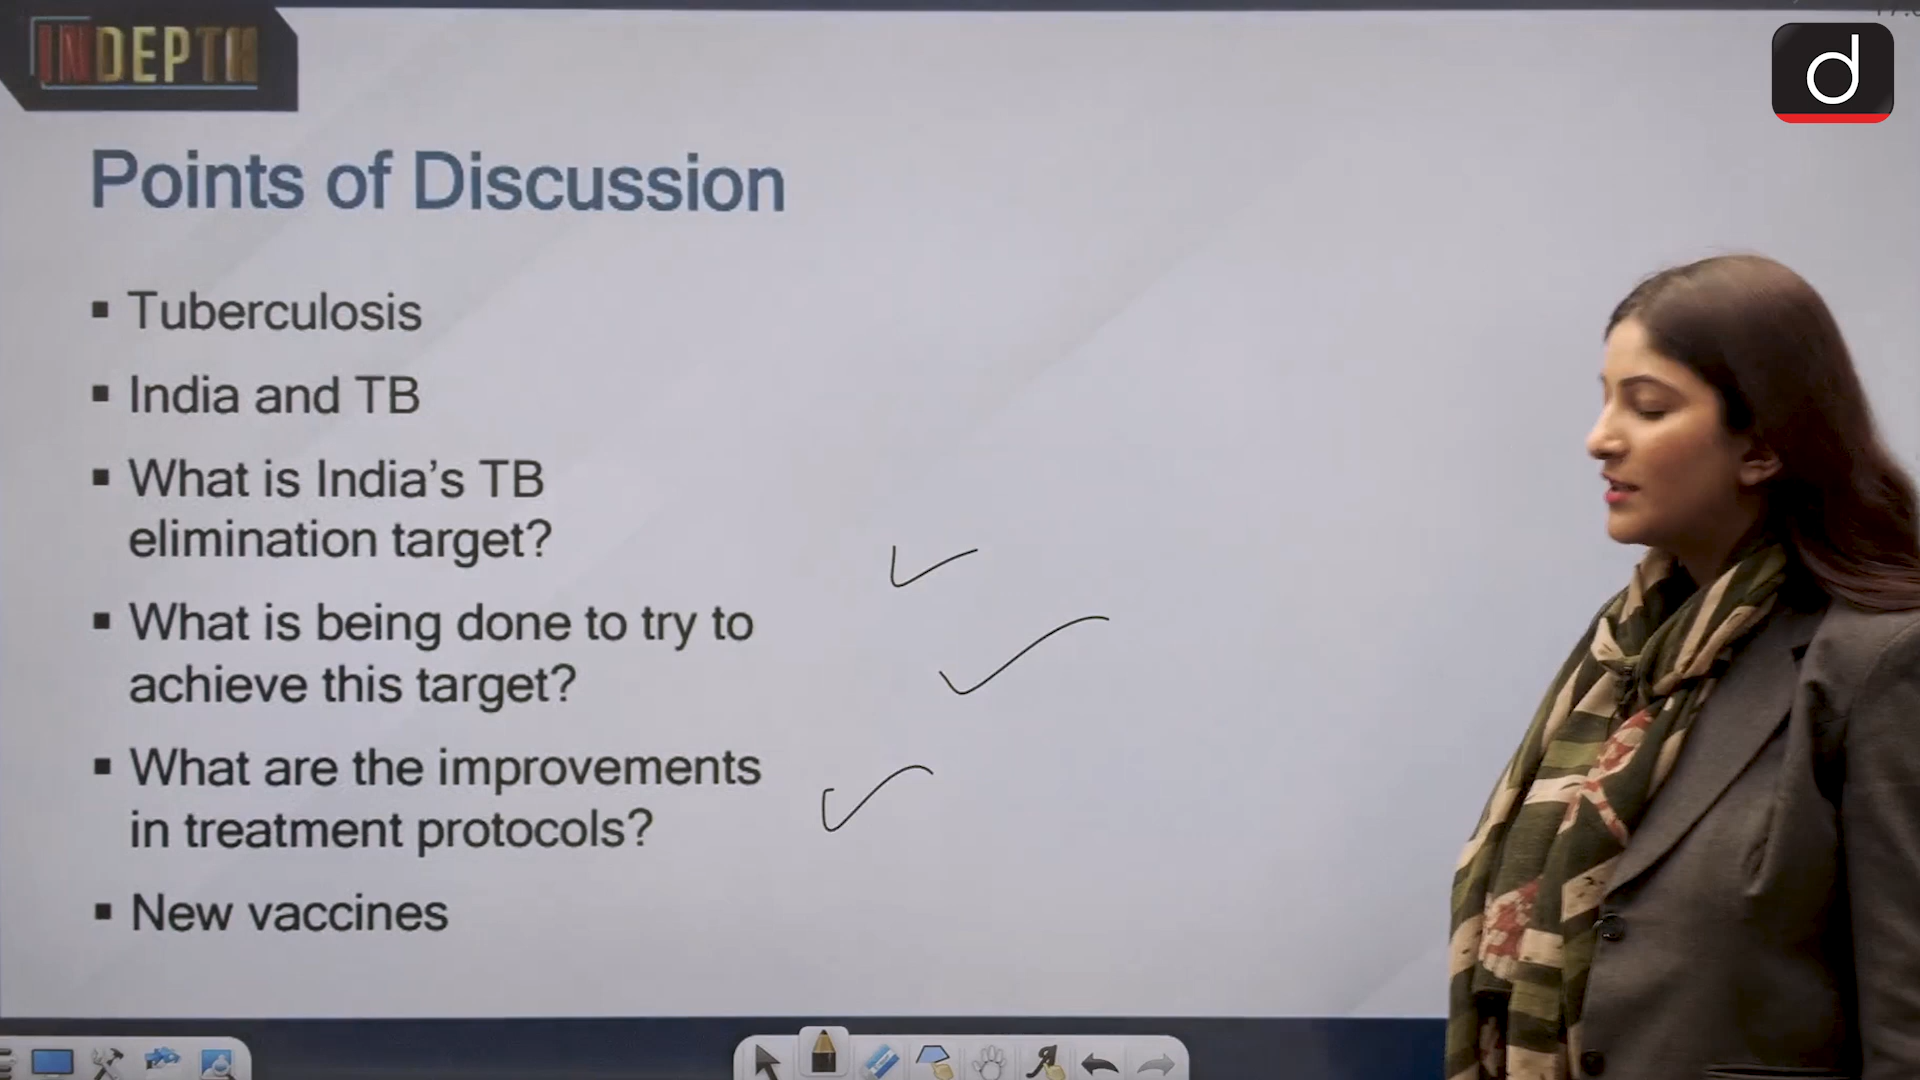 INDEPTH
d
Points of Discussion
▪ Tuberculosis
▪ India and TB
▪ What is India’s TB
elimination target?
▪ What is being done to try to
achieve this target?
▪ What are the improvements
in treatment protocols?
▪ New vaccines